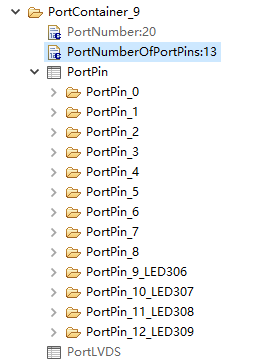 PortContainer_9
PortNumber:20
PortNumberOfPortPins:13
PortPin
PortPin_0
PortPin_1
PortPin_2
PortPin_3
PortPin_4
PortPin_5
PortPin_6
PortPin_7
PortPin_8
PortPin_9_LED306
PortPin_10_LED307
PortPin_11_LED308
PortPin_12_LED309
PortLVDS